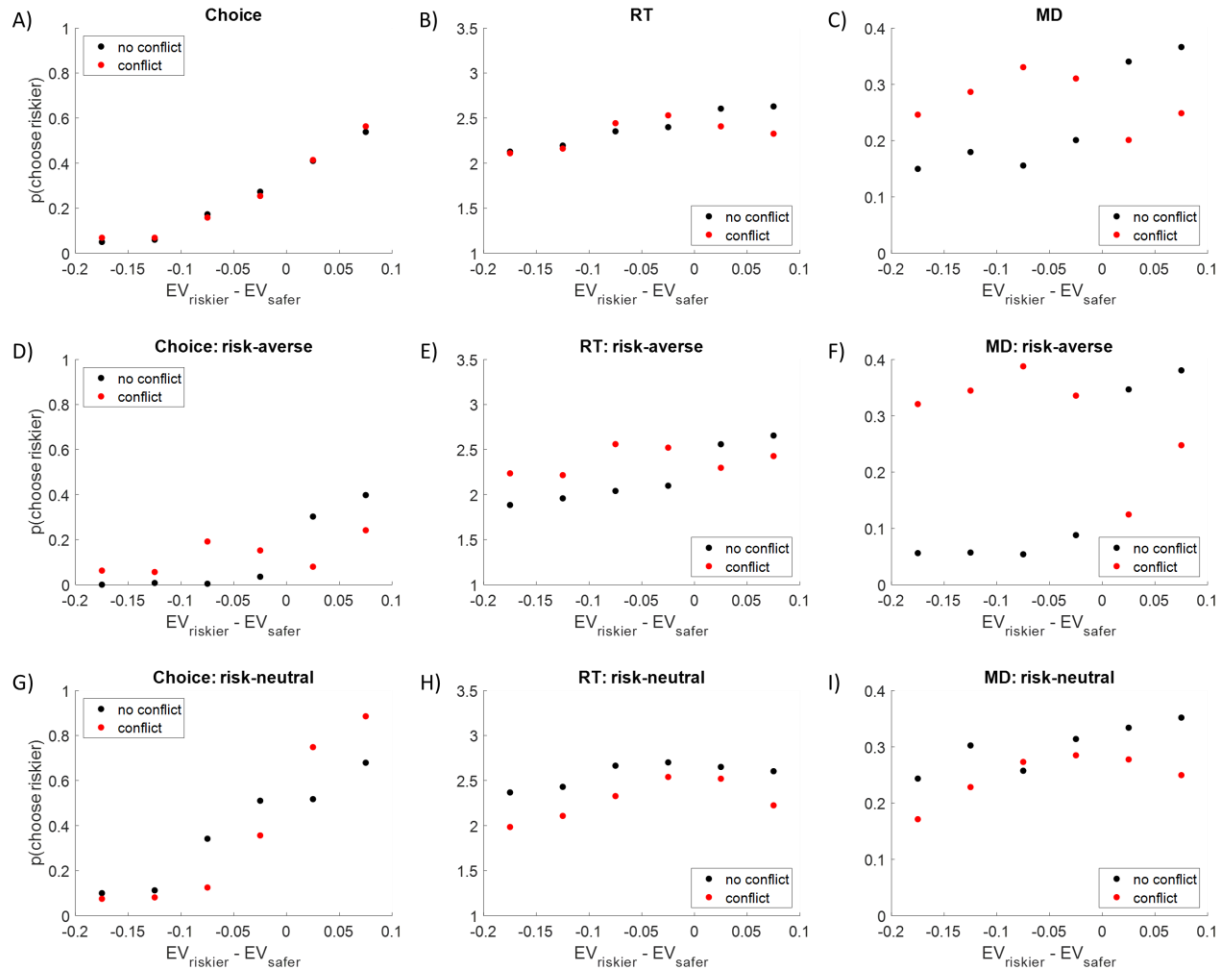 A) Choice
B) RT
C) MD
no conflict
conflict
p(choose riskier)
1
0.8
0.6
0.4
0.2
0
-0.2 -0.15 -0.1 -0.05 0 0.05 0.1
EVriskier - EVsafer
3.5
3
2.5
2
1.5
1
no conflict
conflict
-0.2 -0.15 -0.1 -0.05 0 0.05 0.1
EVriskier - EVsafer
0.4
0.3
0.2
0.1
0
no conflict
conflict
-0.2 -0.15 -0.1 -0.05 0 0.05 0.1
EVriskier - EVsafer
D) Choice: risk-averse
E) RT: risk-averse
F) MD: risk-averse
no conflict
conflict
p(choose riskier)
1
0.8
0.6
0.4
0.2
0
-0.2 -0.15 -0.1 -0.05 0 0.05 0.1
EVriskier - EVsafer
3.5
3
2.5
2
1.5
1
no conflict
conflict
-0.2 -0.15 -0.1 -0.05 0 0.05 0.1
EVriskier - EVsafer
0.4
0.3
0.2
0.1
0
no conflict
conflict
-0.2 -0.15 -0.1 -0.05 0 0.05 0.1
EVriskier - EVsafer
G) Choice: risk-neutral
H) RT: risk-neutral
I) MD: risk-neutral
no conflict
conflict
p(choose riskier)
1
0.8
0.6
0.4
0.2
0
-0.2 -0.15 -0.1 -0.05 0 0.05 0.1
EVriskier - EVsafer
3.5
3
2.5
2
1.5
1
no conflict
conflict
-0.2 -0.15 -0.1 -0.05 0 0.05 0.1
EVriskier - EVsafer
0.4
0.3
0.2
0.1
0
no conflict
conflict
-0.2 -0.15 -0.1 -0.05 0 0.05 0.1
EVriskier - EVsafer